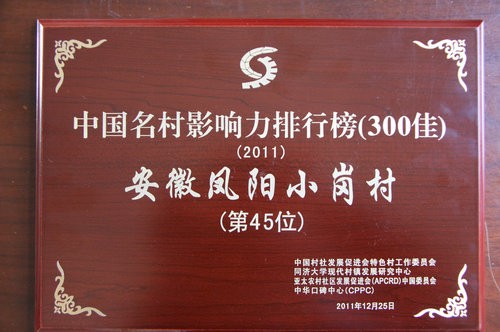 中国名村影响力排行榜(300佳)
(2011)
安徽凤阳小岗村
(第45位)
中国村社发展促进会特色村工作委员会
同济大学现代村镇发展研究中心
亚太农村社区发展促进会(APCRD)中国委员会
中华口碑中心(CPPC)
2011年12月25日